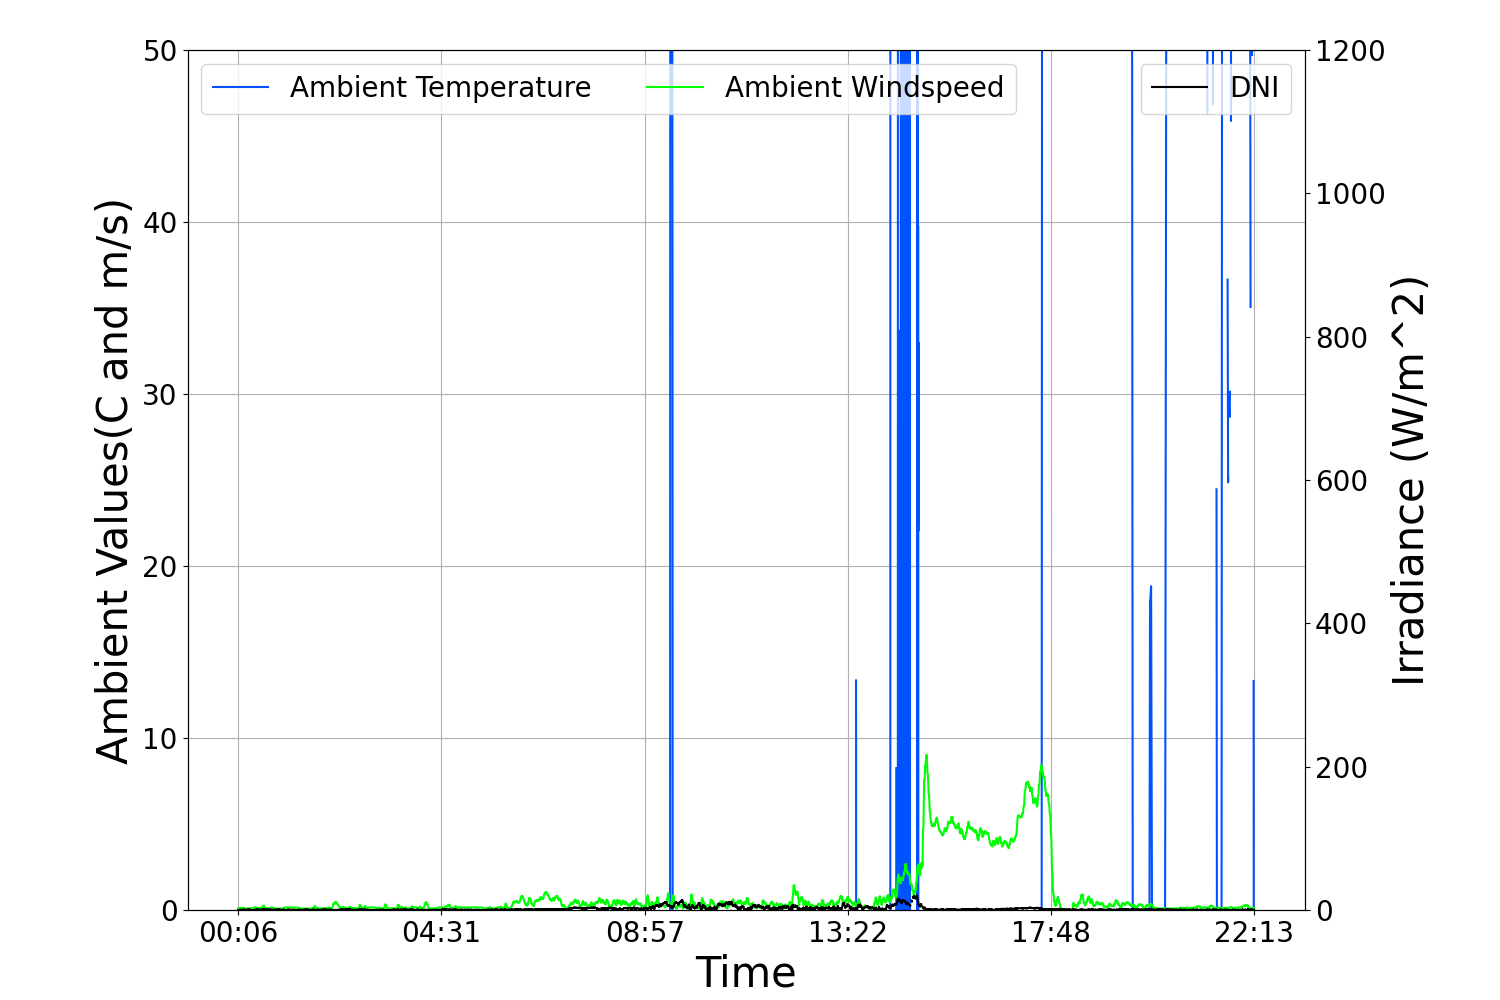 Ambient Temperature
Ambient Windspeed
DNI
50
40
30
20
10
0
Ambient Values(C and m/s)
1200
1000
800
600
400
200
0
Irradiance (W/m^2)
00:06 04:31 08:57 13:22 17:48 22:13
Time